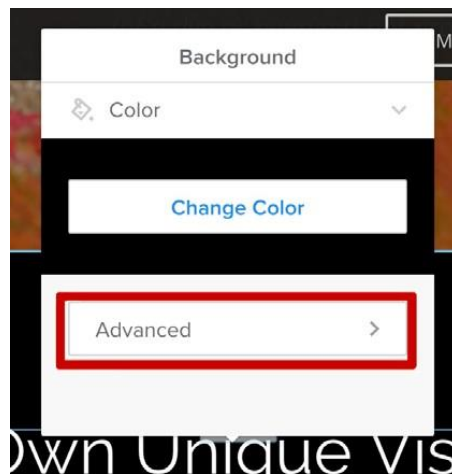 M
Background
Color
Change Color
Advanced
Own Unique Vis